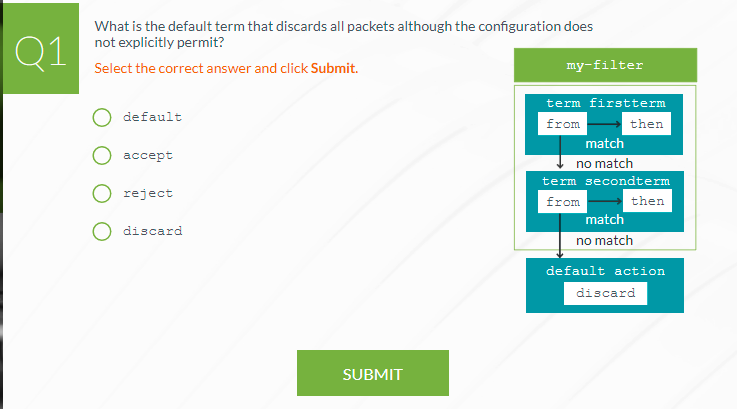 Q1
What is the default term that discards all packets although the configuration does
not explicitly permit?
Select the correct answer and click Submit.
default
accept
reject
discard
my-filter
term firstterm
from then
match
no match
term secondterm
from then
match
no match
default action
discard
SUBMIT